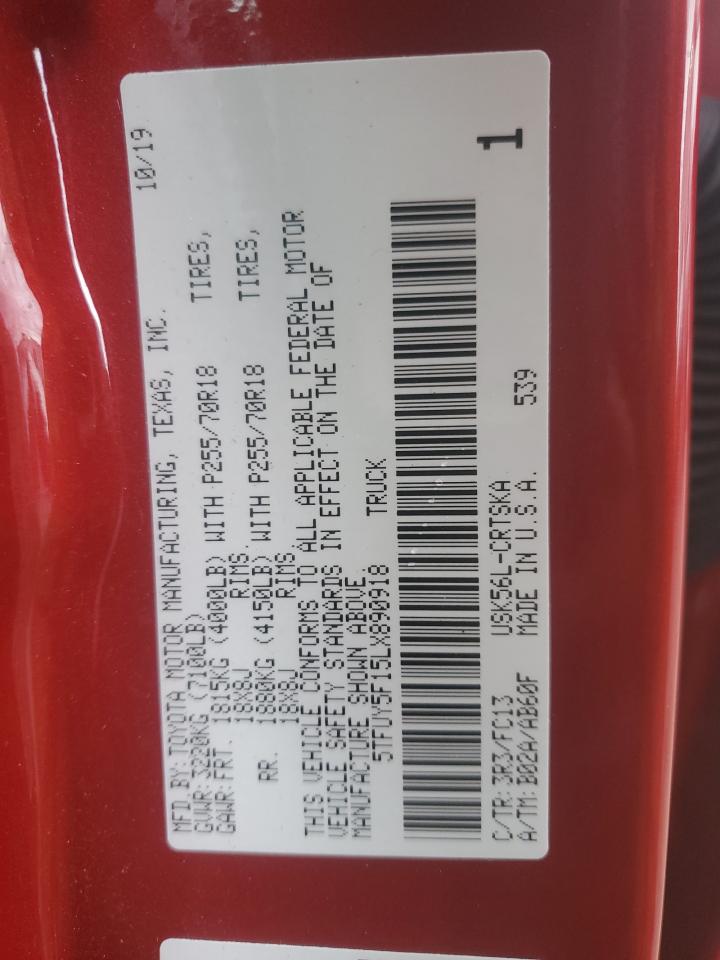 MFD. BY: TOYOTA MOTOR MANUFACTURING, TEXAS, INC. 10/19
GVWR: 3220KG (7100LB)
GAWR: FRT. 1815KG (4000LB) WITH P255/70R18 TIRES,
18X8J RIMS.
RR. 1880KG (4150LB) WITH P255/70R18 TIRES,
18X8J RIMS.
THIS VEHICLE CONFORMS TO ALL APPLICABLE FEDERAL MOTOR
VEHICLE SAFETY STANDARDS IN EFFECT ON THE DATE OF
MANUFACTURE SHOWN ABOVE.
5TFUY5F15LX890918 TRUCK
1
C/TR: 3R3/FC13 USK56L-CRTSKA
A/TM: B02A/AB60F MADE IN U.S.A. 539